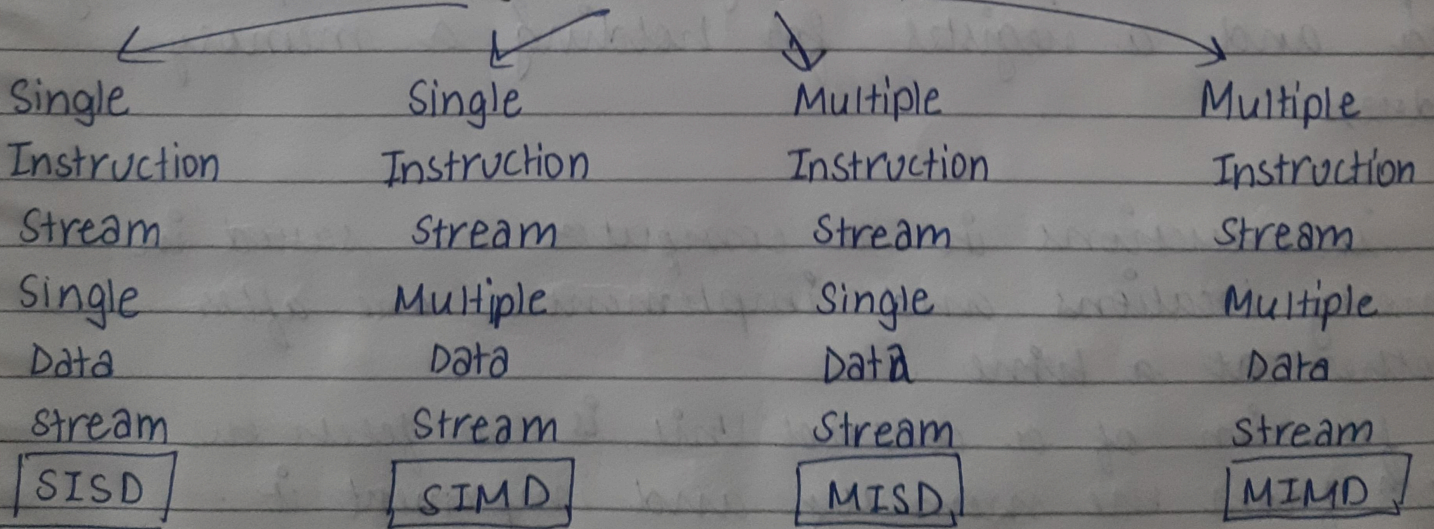 Single Single Multiple Multiple
Instruction Instruction Instruction Instruction
Stream Stream Stream Stream
Single Multiple Single Multiple
Data Data Data Data
Stream Stream Stream Stream
SISD SIMD MISD MIMD